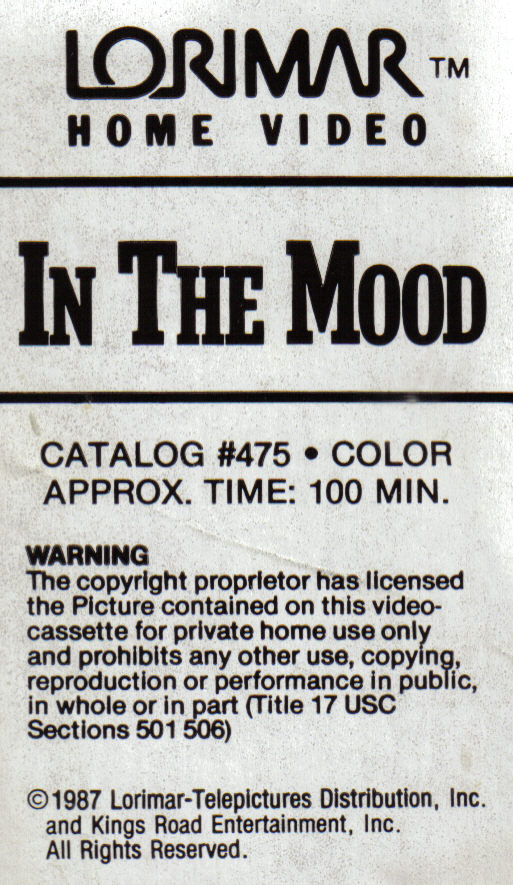 LORIMAR ™
HOME VIDEO
IN THE MOOD
CATALOG #475 • COLOR
APPROX. TIME: 100 MIN.
WARNING
The copyright proprietor has licensed
the Picture contained on this video-
cassette for private home use only
and prohibits any other use, copying,
reproduction or performance in public,
in whole or in part (Title 17 USC
Sections 501 506)
©1987 Lorimar-Telepictures Distribution, Inc.
and Kings Road Entertainment, Inc.
All Rights Reserved.